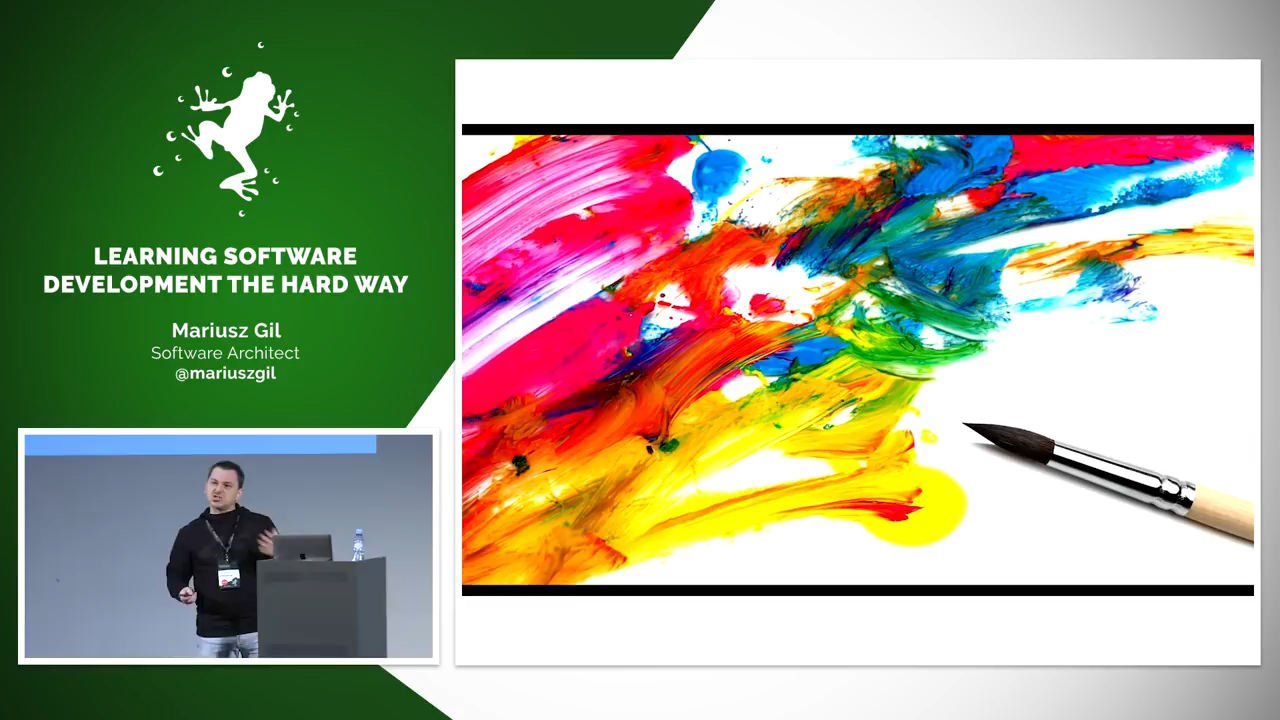 LEARNING SOFTWARE
DEVELOPMENT THE HARD WAY
Mariusz Gil
Software Architect
@mariuszgil